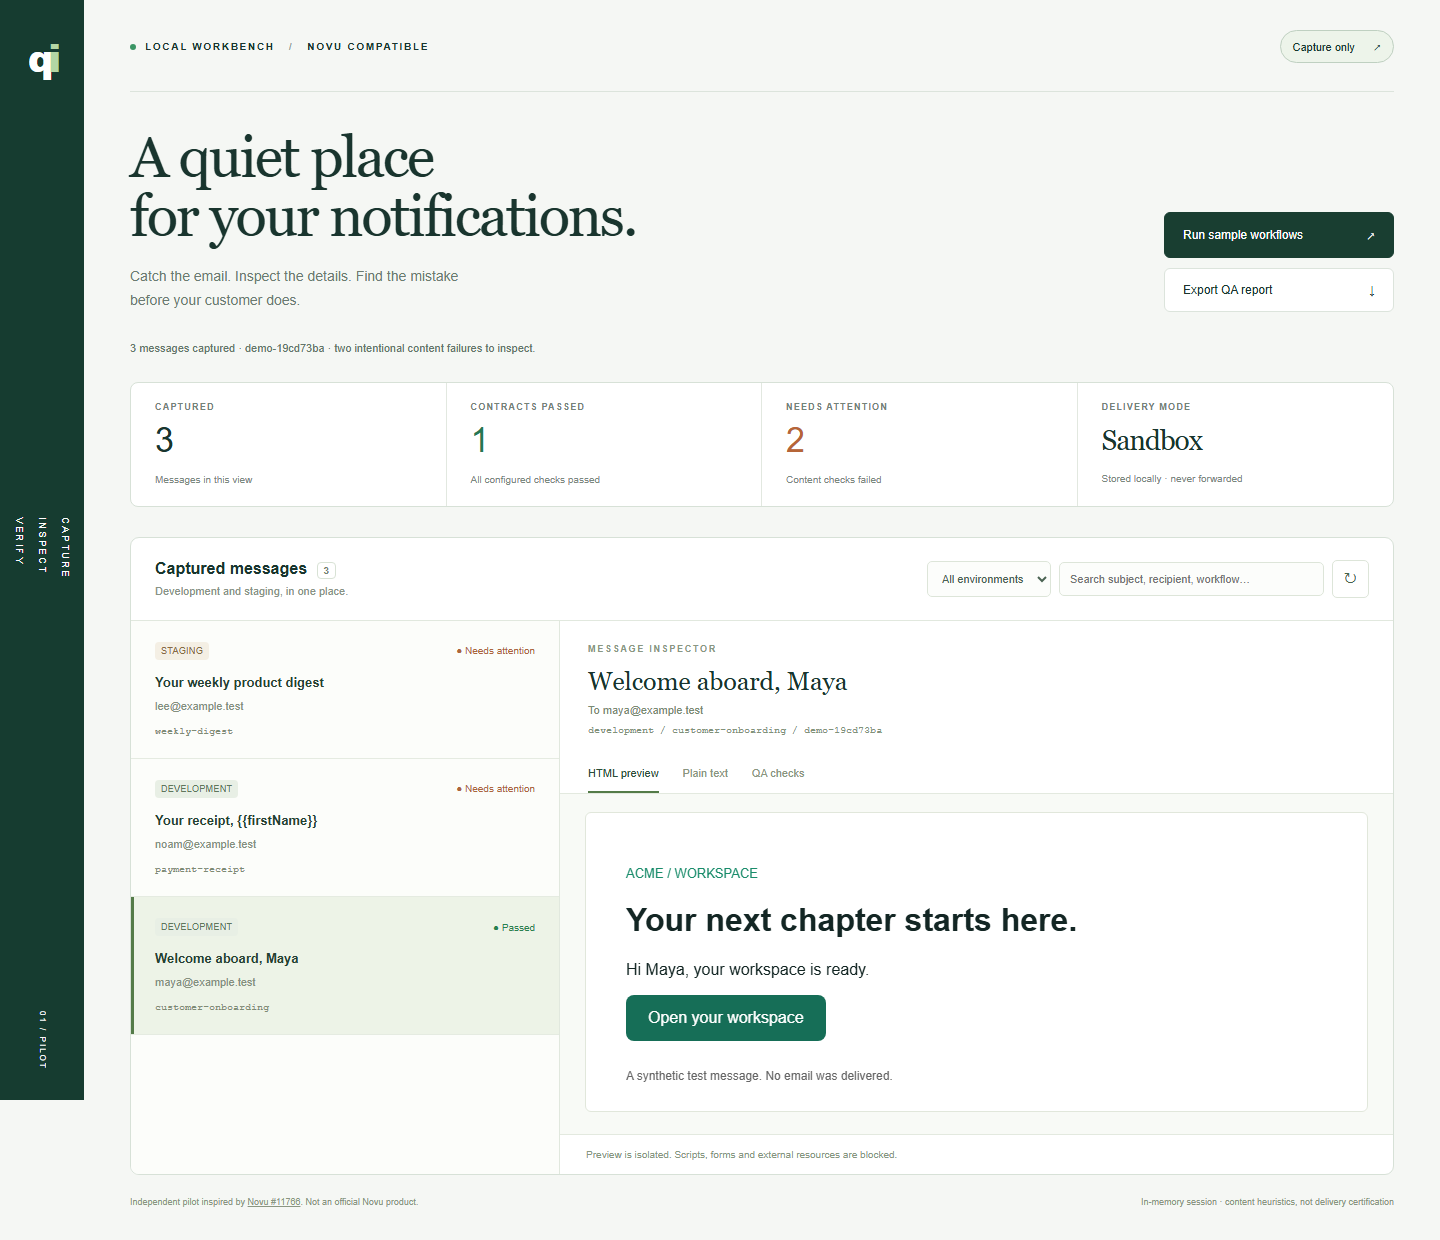 qi
CAPTURE
INSPECT
VERIFY
01 / PILOT
LOCAL WORKBENCH / NOVU COMPATIBLE
Capture only ↗
A quiet place
for your notifications.
Catch the email. Inspect the details. Find the mistake
before your customer does.
Run sample workflows ↗
Export QA report ↓
3 messages captured · demo-19cd73ba · two intentional content failures to inspect.
CAPTURED
3
Messages in this view
CONTRACTS PASSED
1
All configured checks passed
NEEDS ATTENTION
2
Content checks failed
DELIVERY MODE
Sandbox
Stored locally · never forwarded
Captured messages 3
Development and staging, in one place.
All environments
Search subject, recipient, workflow...
↻
STAGING ● Needs attention
Your weekly product digest
lee@example.test
weekly-digest
DEVELOPMENT ● Needs attention
Your receipt, {{firstName}}
noam@example.test
payment-receipt
DEVELOPMENT ● Passed
Welcome aboard, Maya
maya@example.test
customer-onboarding
MESSAGE INSPECTOR
Welcome aboard, Maya
To maya@example.test
development / customer-onboarding / demo-19cd73ba
HTML preview Plain text QA checks
ACME / WORKSPACE
Your next chapter starts here.
Hi Maya, your workspace is ready.
Open your workspace
A synthetic test message. No email was delivered.
Preview is isolated. Scripts, forms and external resources are blocked.
Independent pilot inspired by Novu #11766. Not an official Novu product.
In-memory session · content heuristics, not delivery certification